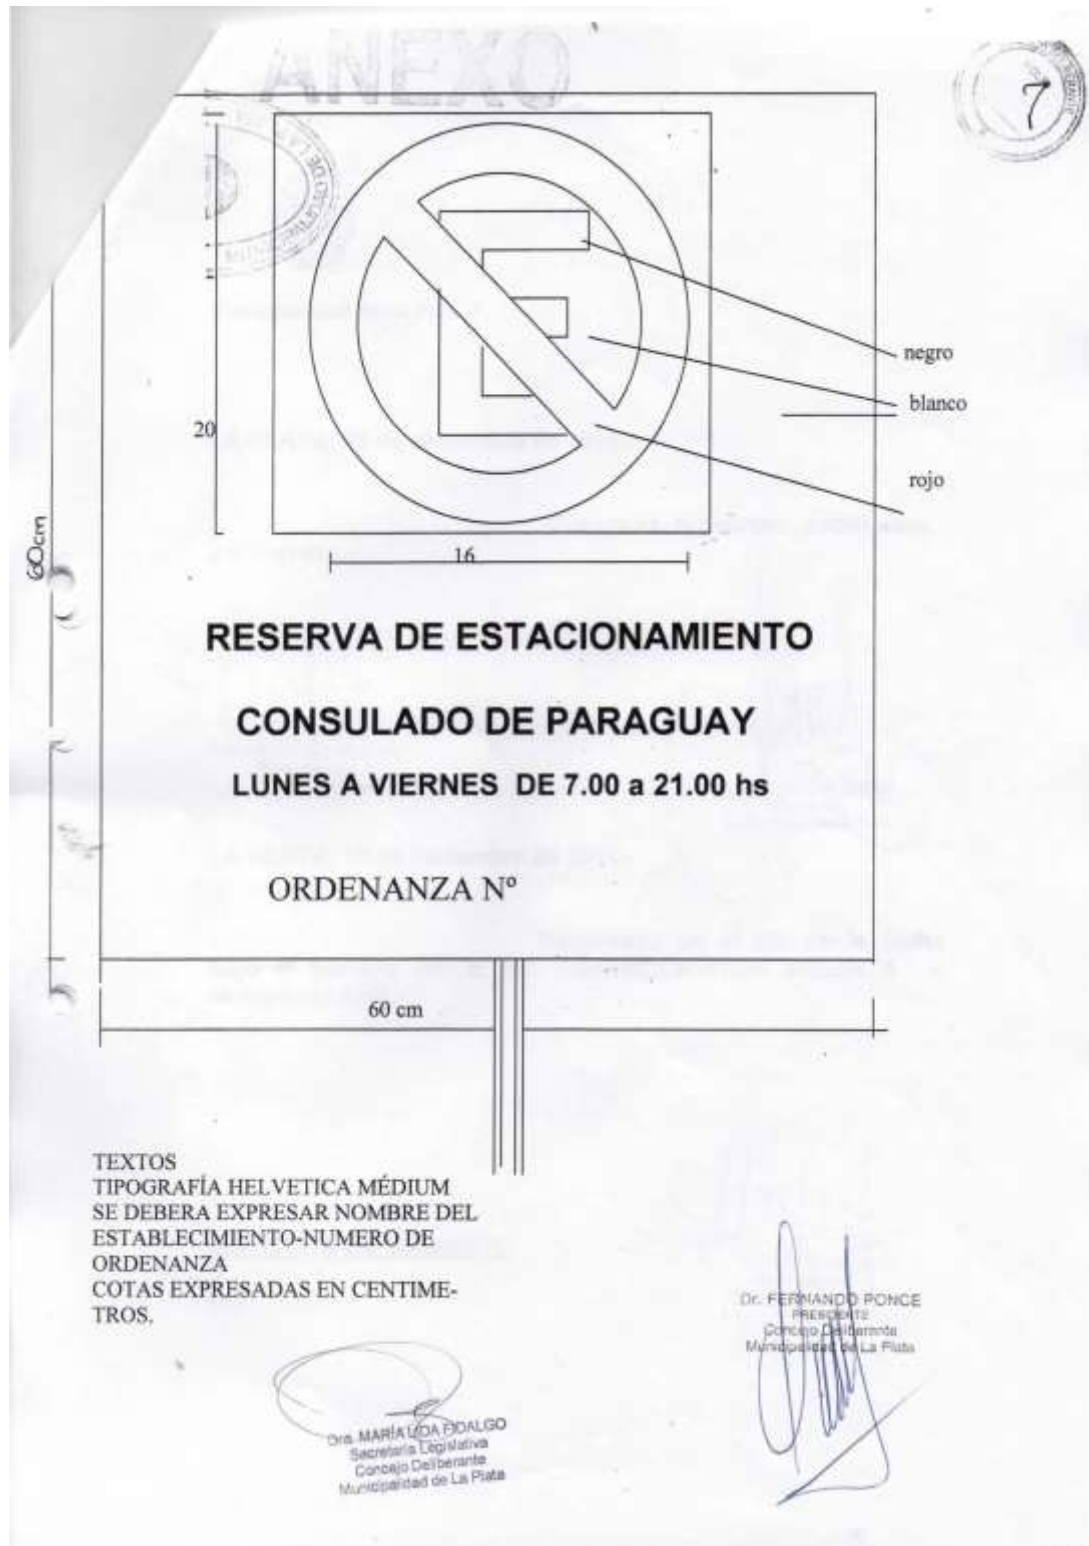 ANEXO
E
negro
blanco
rojo
20
60cm
16
RESERVA DE ESTACIONAMIENTO
CONSULADO DE PARAGUAY
LUNES A VIERNES DE 7.00 a 21.00 hs
ORDENANZA Nº
60 cm
TEXTOS
TIPOGRAFÍA HELVETICA MÉDIUM
SE DEBERA EXPRESAR NOMBRE DEL
ESTABLECIMIENTO-NUMERO DE
ORDENANZA
COTAS EXPRESADAS EN CENTIME-
TROS.
Dr. FERNANDO PONCE
PRESIDENTE
Concejo Deliberante
Municipalidad de La Plata
Dra. MARÍA LIDA FIDALGO
Secretaria Legislativa
Concejo Deliberante
Municipalidad de La Plata